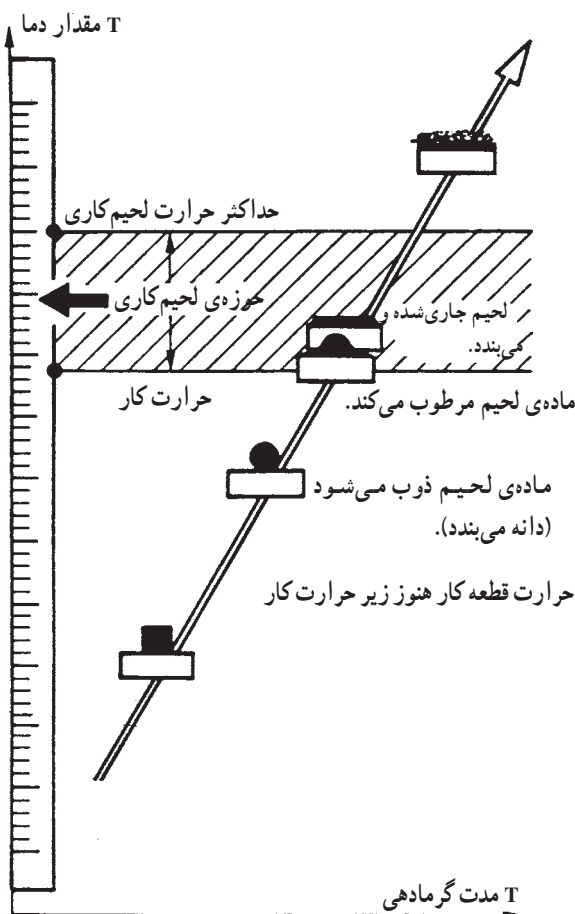 T مقدار دما
حداکثر حرارت لحیم‌کاری
حوزه‌ی لحیم‌کاری
لحیم جاری‌شده و
می‌بندد.
حرارت کار
ماده‌ی لحیم مرطوب می‌کند.
ماده‌ی لحیم ذوب می‌شود
(دانه می‌بندد).
حرارت قطعه کار هنوز زیر حرارت کار
T مدت گرمادهی